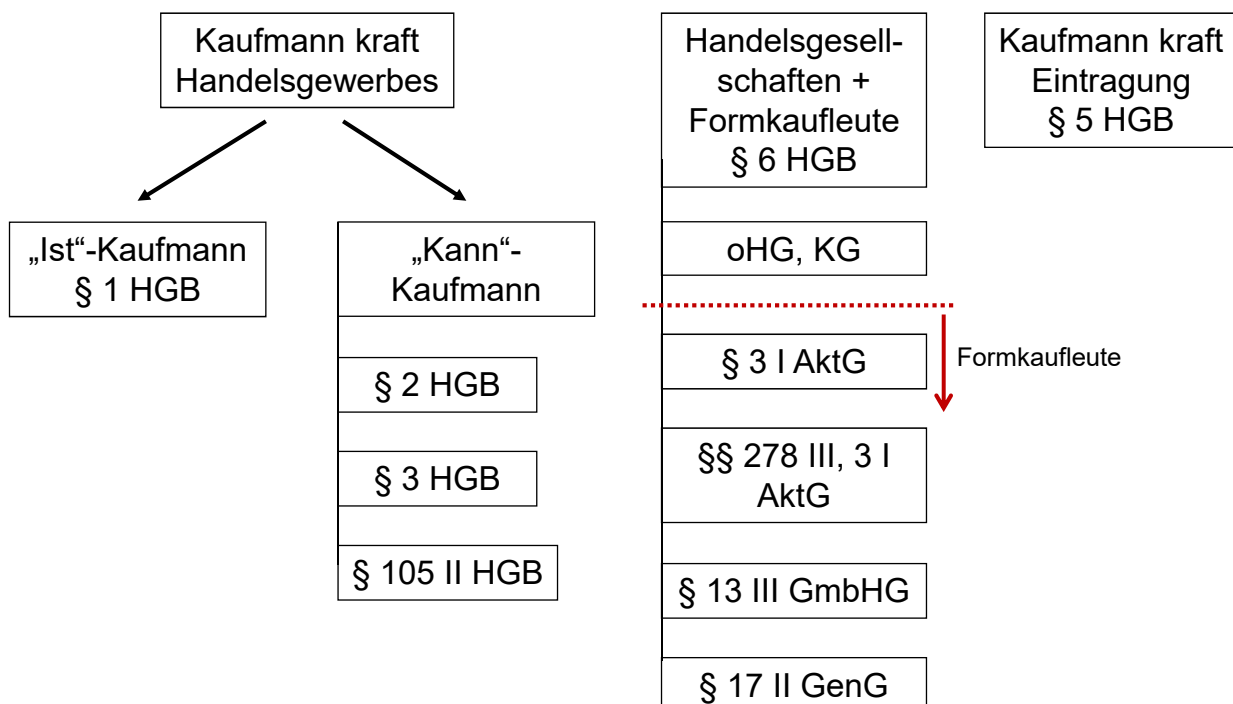 Kaufmann kraft
Handelsgewerbes
„Ist“-Kaufmann
§ 1 HGB
„Kann“-
Kaufmann
§ 2 HGB
§ 3 HGB
§ 105 II HGB
Handelsgesell-
schaften +
Formkaufleute
§ 6 HGB
oHG, KG
§ 3 I AktG
Formkaufleute
§§ 278 III, 3 I
AktG
§ 13 III GmbHG
§ 17 II GenG
Kaufmann kraft
Eintragung
§ 5 HGB